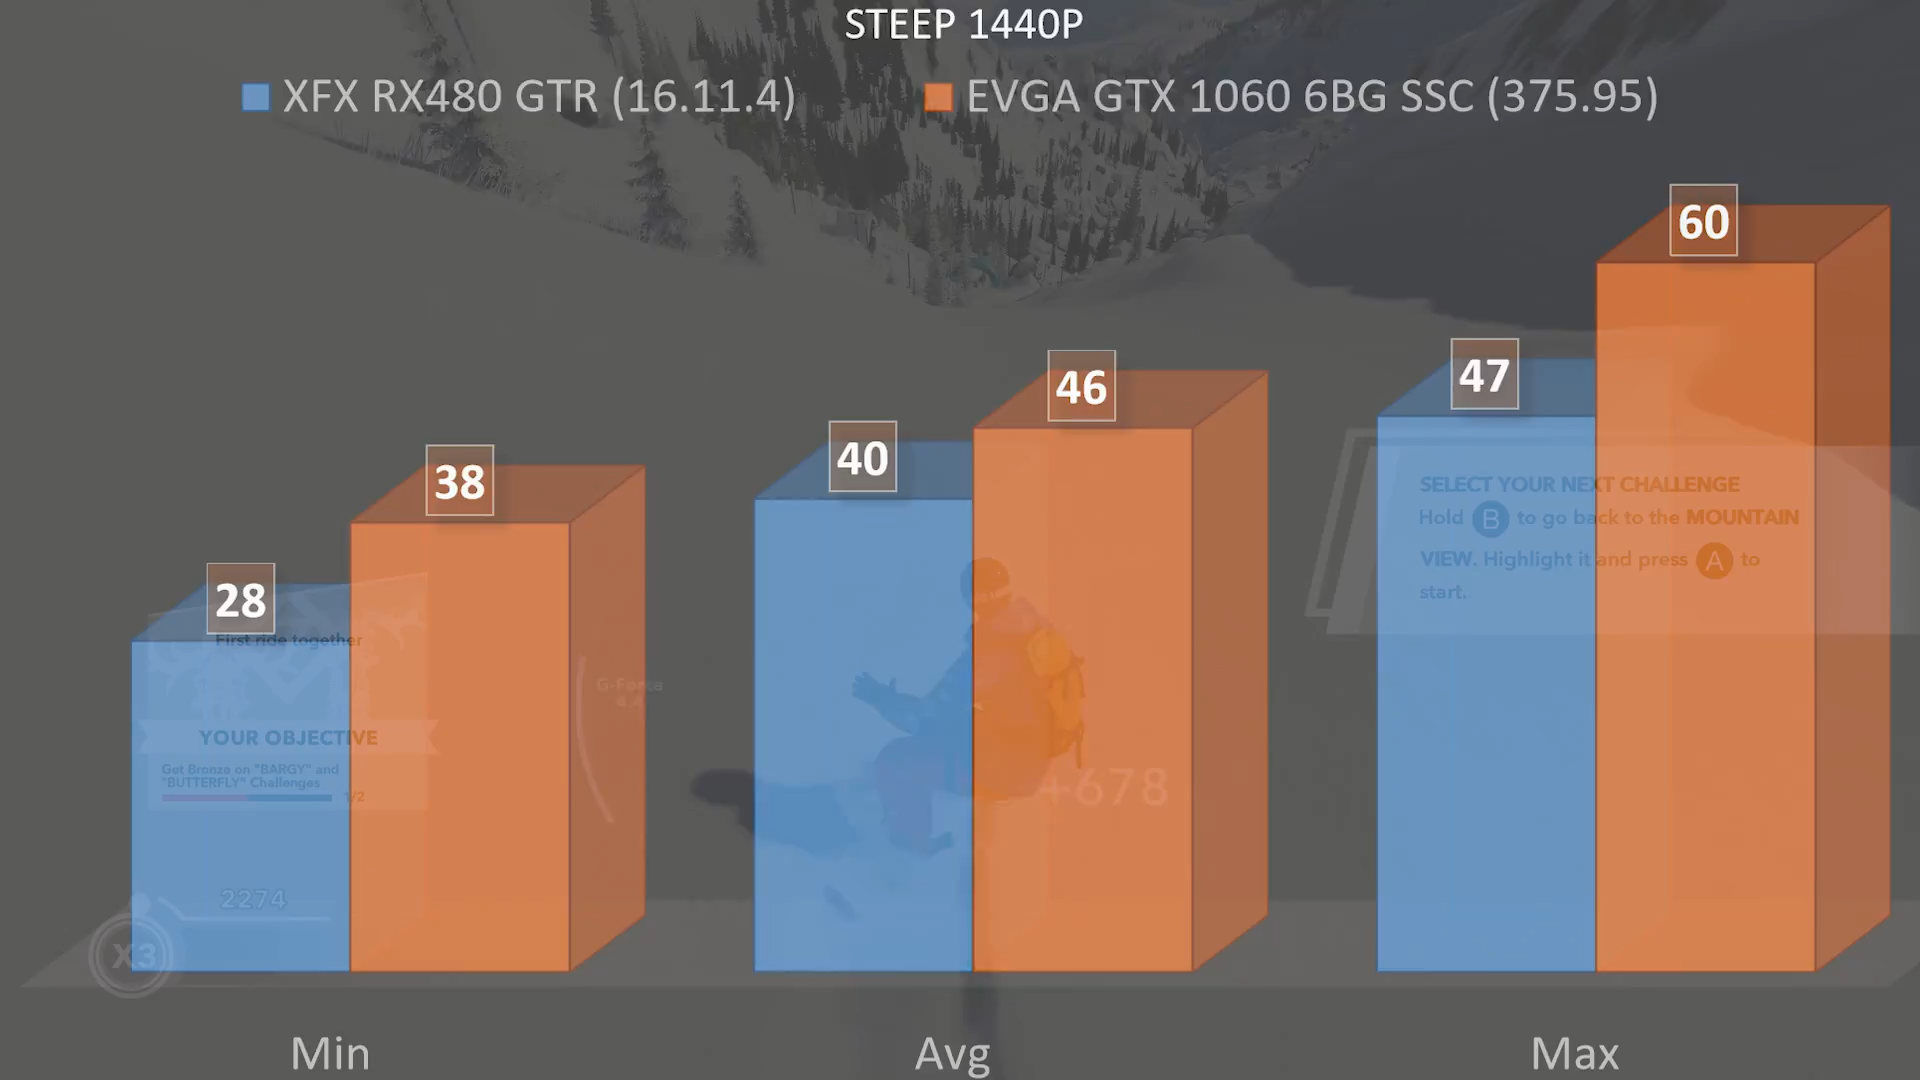 STEEP 1440P
XFX RX480 GTR (16.11.4)
EVGA GTX 1060 6BG SSC (375.95)
60
47
46
40
38
28
SELECT YOUR NEXT CHALLENGE
Hold B to go back to the MOUNTAIN
VIEW. Highlight it and press A to
start.
First ride together
G-Force
YOUR OBJECTIVE
Get Bronze on "BARGY" and
"BUTTERFLY" Challenges
1/2
+678
2274
X3
Min
Avg
Max